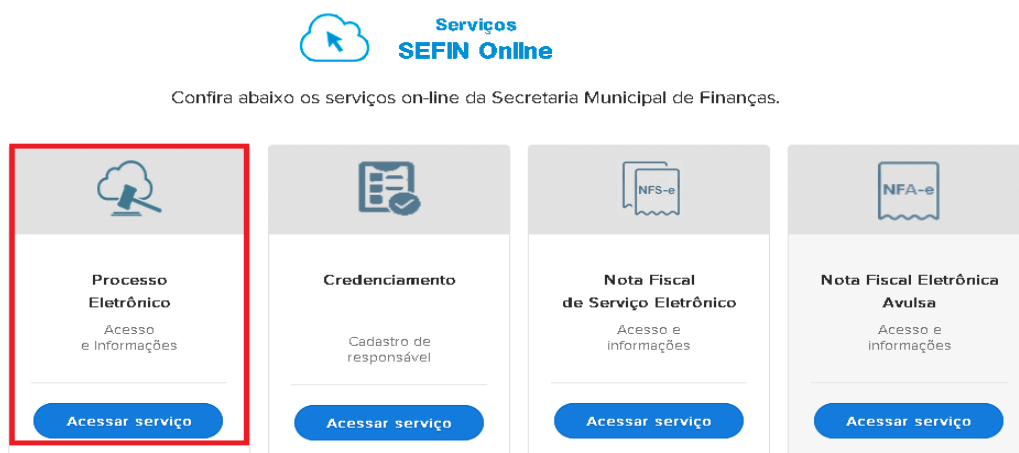 Serviços
SEFIN Online
Confira abaixo os serviços on-line da Secretaria Municipal de Finanças.
NFS-e
NFA-e
Processo
Eletrônico
Acesso
e Informações
Acessar serviço
Credenciamento
Cadastro de
responsável
Acessar serviço
Nota Fiscal
de Serviço Eletrônico
Acesso e
informações
Acessar serviço
Nota Fiscal Eletrônica
Avulsa
Acesso e
informações
Acessar serviço